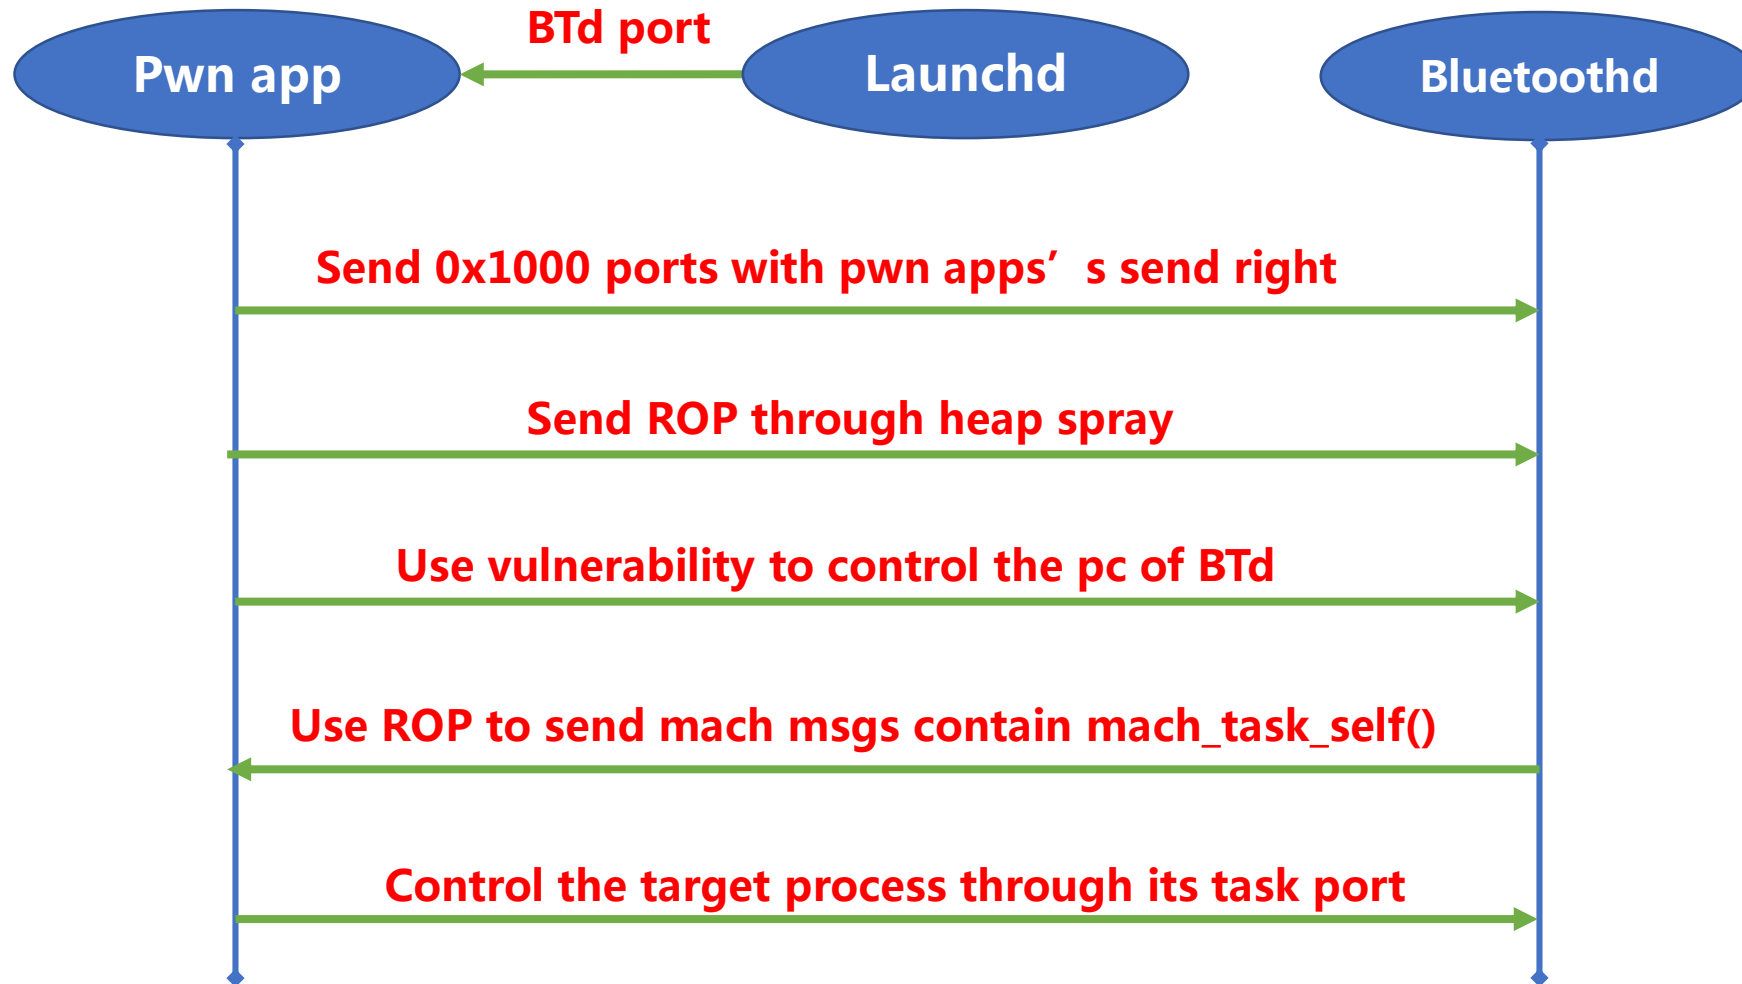 BTd port
Pwn app
Launchd
Bluetoothd
Send 0x1000 ports with pwn apps’ s send right
Send ROP through heap spray
Use vulnerability to control the pc of BTd
Use ROP to send mach msgs contain mach_task_self()
Control the target process through its task port